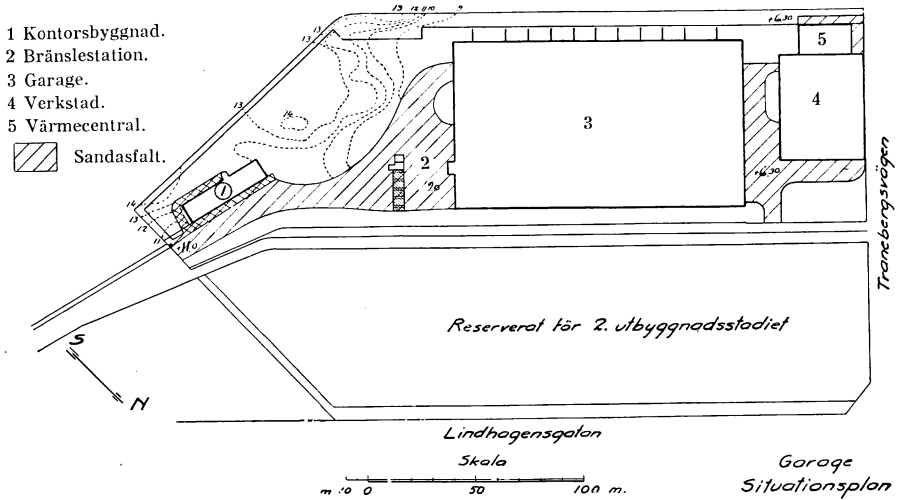 1 Kontorsbyggnad.
2 Bränslestation.
3 Garage.
4 Verkstad.
5 Värmecentral.
Sandasfalt.
13 12 11 10 9
13
13
13
14
14
13
12
11
1
2
3
4
5
+6,30
+6,30
Tranebergsvägen
Reserverat för 2. utbyggnadsstadiet
S
N
Lindhagensgatan
Skala
m 10 0 50 100 m.
Garage
Situationsplan